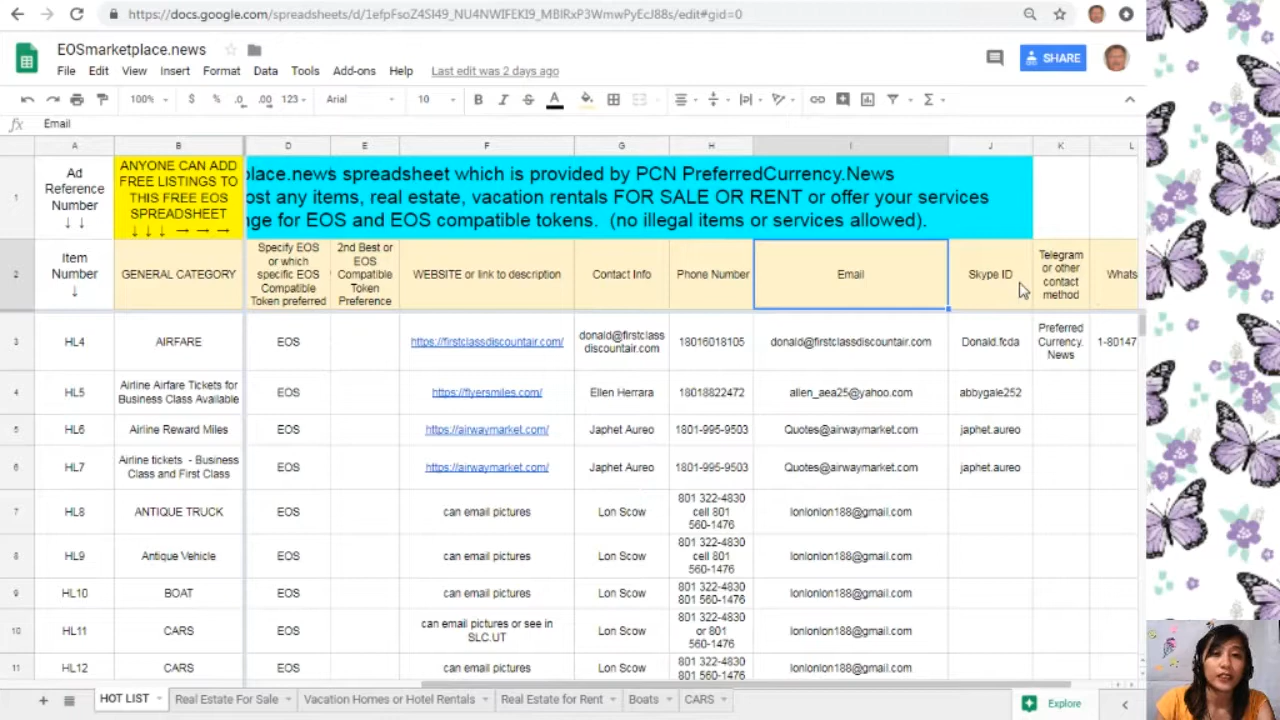 https://docs.google.com/spreadsheets/d/1efpFsoZ4SI49_NU4NWIFEKI9_MBIRxP3WmwPyEcJ88s/edit#gid=0
EOSmarketplace.news
File Edit View Insert Format Data Tools Add-ons Help Last edit was 2 days ago
SHARE
100% $ % .0 .00 123 Arial 10 B I S A Σ
fx Email
A B D E F G H I J K L
1
Ad
Reference
Number
↓ ↓
ANYONE CAN ADD
FREE LISTINGS TO
THIS FREE EOS
SPREADSHEET
↓ ↓ ↓ → → →
place.news spreadsheet which is provided by PCN PreferredCurrency.News
ost any items, real estate, vacation rentals FOR SALE OR RENT or offer your services
nge for EOS and EOS compatible tokens. (no illegal items or services allowed).
2
Item
Number
↓
GENERAL CATEGORY
Specify EOS
or which
specific EOS
Compatible
Token preferred
2nd Best or
EOS
Compatible
Token
Preference
WEBSITE or link to description
Contact Info
Phone Number
Email
Skype ID
Telegram
or other
contact
method
Whats
3
HL4
AIRFARE
EOS
https://firstclassdiscountair.com/
donald@firstclass
discountair.com
18016018105
donald@firstclassdiscountair.com
Donald.fcda
Preferred
Currency.
News
1-80147
4
HL5
Airline Airfare Tickets for
Business Class Available
EOS
https://flyersmiles.com/
Ellen Herrara
18018822472
allen_aea25@yahoo.com
abbygale252
5
HL6
Airline Reward Miles
EOS
https://airwaymarket.com/
Japhet Aureo
1801-995-9503
Quotes@airwaymarket.com
japhet.aureo
6
HL7
Airline tickets - Business
Class and First Class
EOS
https://airwaymarket.com/
Japhet Aureo
1801-995-9503
Quotes@airwaymarket.com
japhet.aureo
7
HL8
ANTIQUE TRUCK
EOS
can email pictures
Lon Scow
801 322-4830
cell 801
560-1476
lonlonlon188@gmail.com
8
HL9
Antique Vehicle
EOS
can email pictures
Lon Scow
801 322-4830
cell 801
560-1476
lonlonlon188@gmail.com
9
HL10
BOAT
EOS
can email pictures
Lon Scow
801 322-4830
801 560-1476
lonlonlon188@gmail.com
10
HL11
CARS
EOS
can email pictures or see in
SLC.UT
Lon Scow
801 322-4830
or 801
560-1476
lonlonlon188@gmail.com
11
HL12
CARS
EOS
can email pictures
Lon Scow
801 322-4830
801 560-1476
lonlonlon188@gmail.com
HOT LIST Real Estate For Sale Vacation Homes or Hotel Rentals Real Estate for Rent Boats CARS Explore